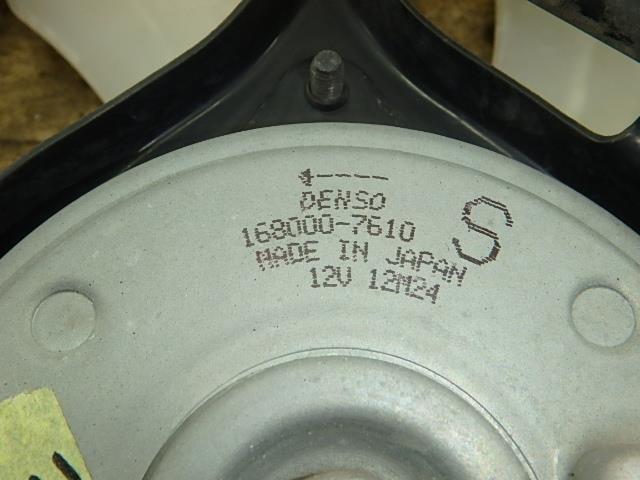 DENSO
168000-7610
MADE IN JAPAN
12V 12M24
S